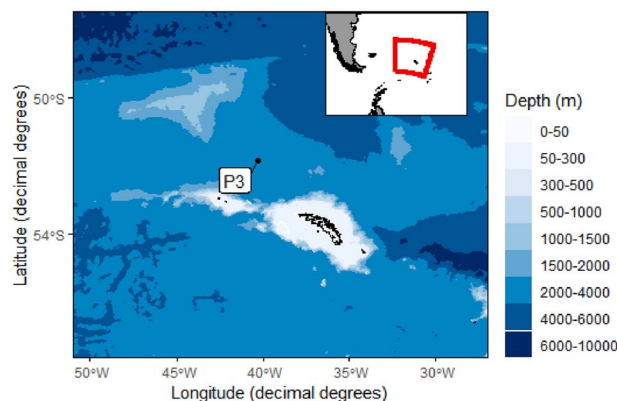 50°S
54°S
Latitude (decimal degrees)
P3
50°W
45°W
40°W
35°W
30°W
Longitude (decimal degrees)
Depth (m)
0-50
50-300
300-500
500-1000
1000-1500
1500-2000
2000-4000
4000-6000
6000-10000